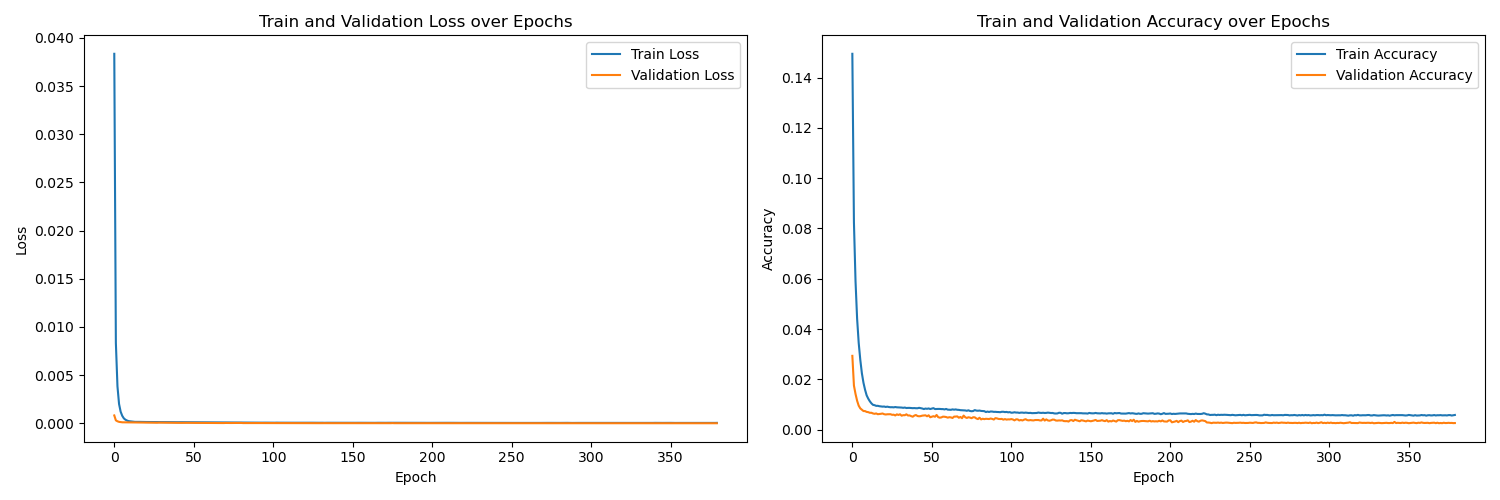 Train and Validation Loss over Epochs
Train Loss
Validation Loss
0.040
0.035
0.030
0.025
0.020
0.015
0.010
0.005
0.000
Loss
0 50 100 150 200 250 300 350
Epoch
Train and Validation Accuracy over Epochs
Train Accuracy
Validation Accuracy
0.14
0.12
0.10
0.08
0.06
0.04
0.02
0.00
Accuracy
0 50 100 150 200 250 300 350
Epoch